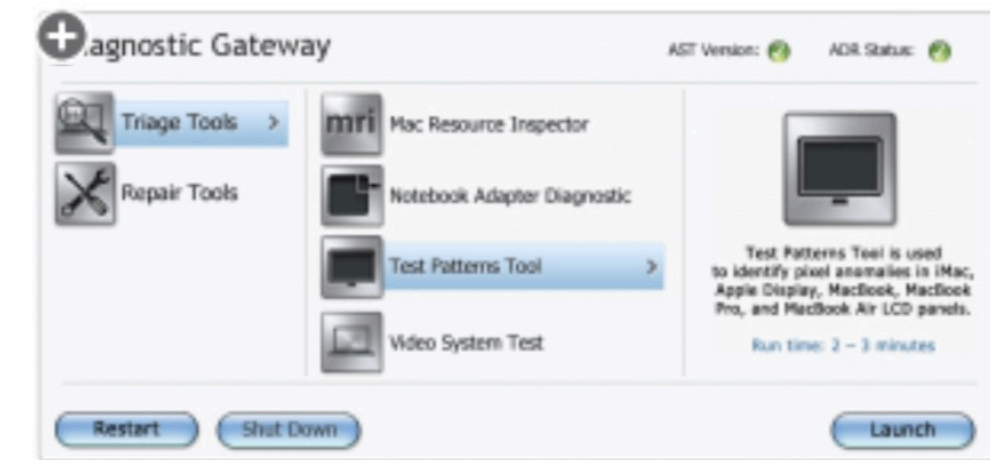 agnostic Gateway
AST Version:
ADR Status:
Triage Tools >
Repair Tools
mri Mac Resource Inspector
Notebook Adapter Diagnostic
Test Patterns Tool >
Video System Test
Test Patterns Tool is used
to identify pixel anomalies in iMac,
Apple Display, MacBook, MacBook
Pro, and MacBook Air LCD panels.
Run time: 2 – 3 minutes
Restart
Shut Down
Launch